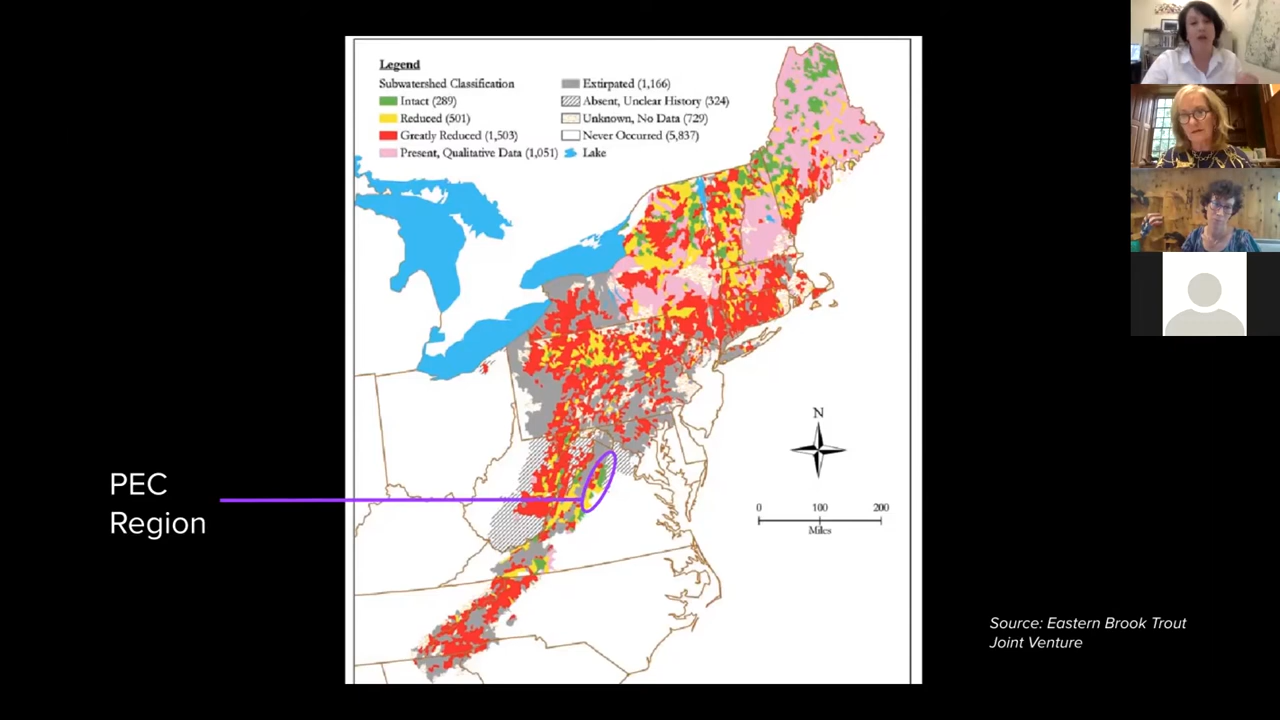 Legend
Subwatershed Classification
Intact (289)
Reduced (501)
Greatly Reduced (1,503)
Present, Qualitative Data (1,051)
Extirpated (1,166)
Absent, Unclear History (324)
Unknown, No Data (729)
Never Occurred (5,837)
Lake
N
0 100 200
Miles
PEC
Region
Source: Eastern Brook Trout
Joint Venture